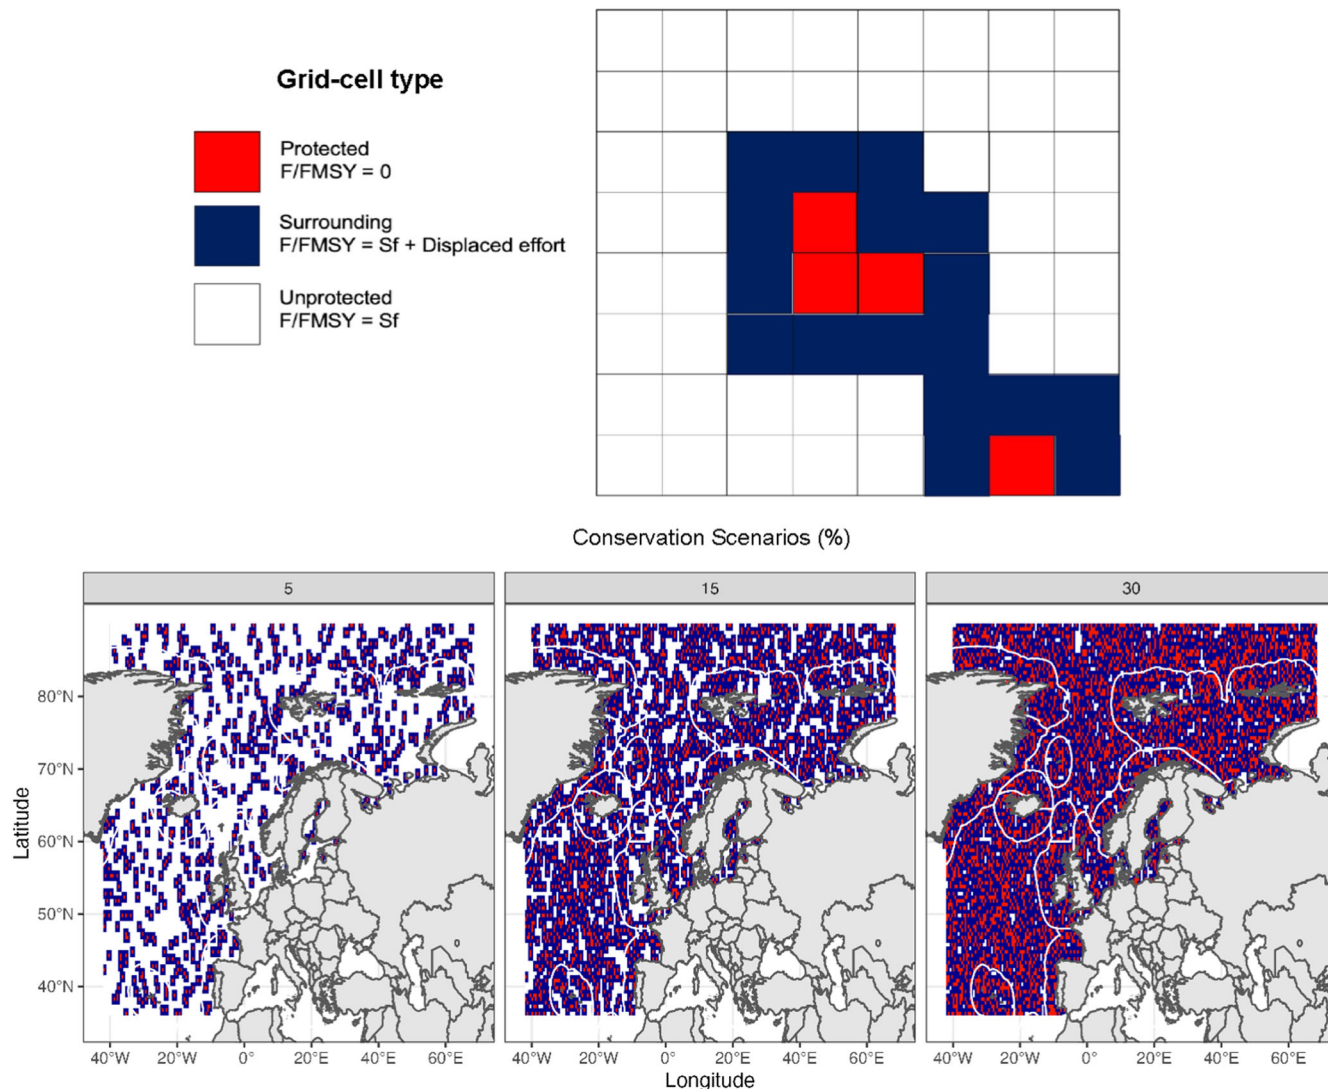 Grid-cell type
Protected
F/FMSY = 0
Surrounding
F/FMSY = Sf + Displaced effort
Unprotected
F/FMSY = Sf
Conservation Scenarios (%)
5 15 30
Latitude
80°N
70°N
60°N
50°N
40°N
40°W 20°W 0° 20°E 40°E 60°E 40°W 20°W 0° 20°E 40°E 60°E 40°W 20°W 0° 20°E 40°E 60°E
Longitude